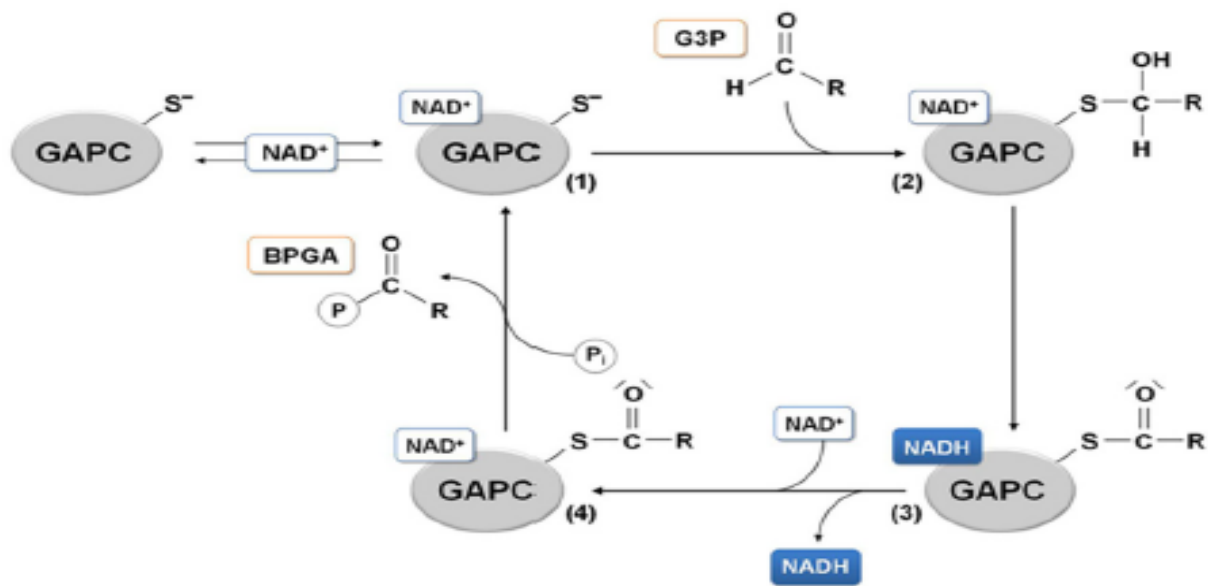 G3P
O
H
C
R
OH
S⁻
NAD⁺
S⁻
NAD⁺
S
C
R
H
GAPC
NAD⁺
GAPC
(1)
GAPC
(2)
BPGA
O
C
P
R
Pᵢ
O
O
NAD⁺
S
C
R
NAD⁺
NADH
S
C
R
GAPC
(4)
GAPC
(3)
NADH